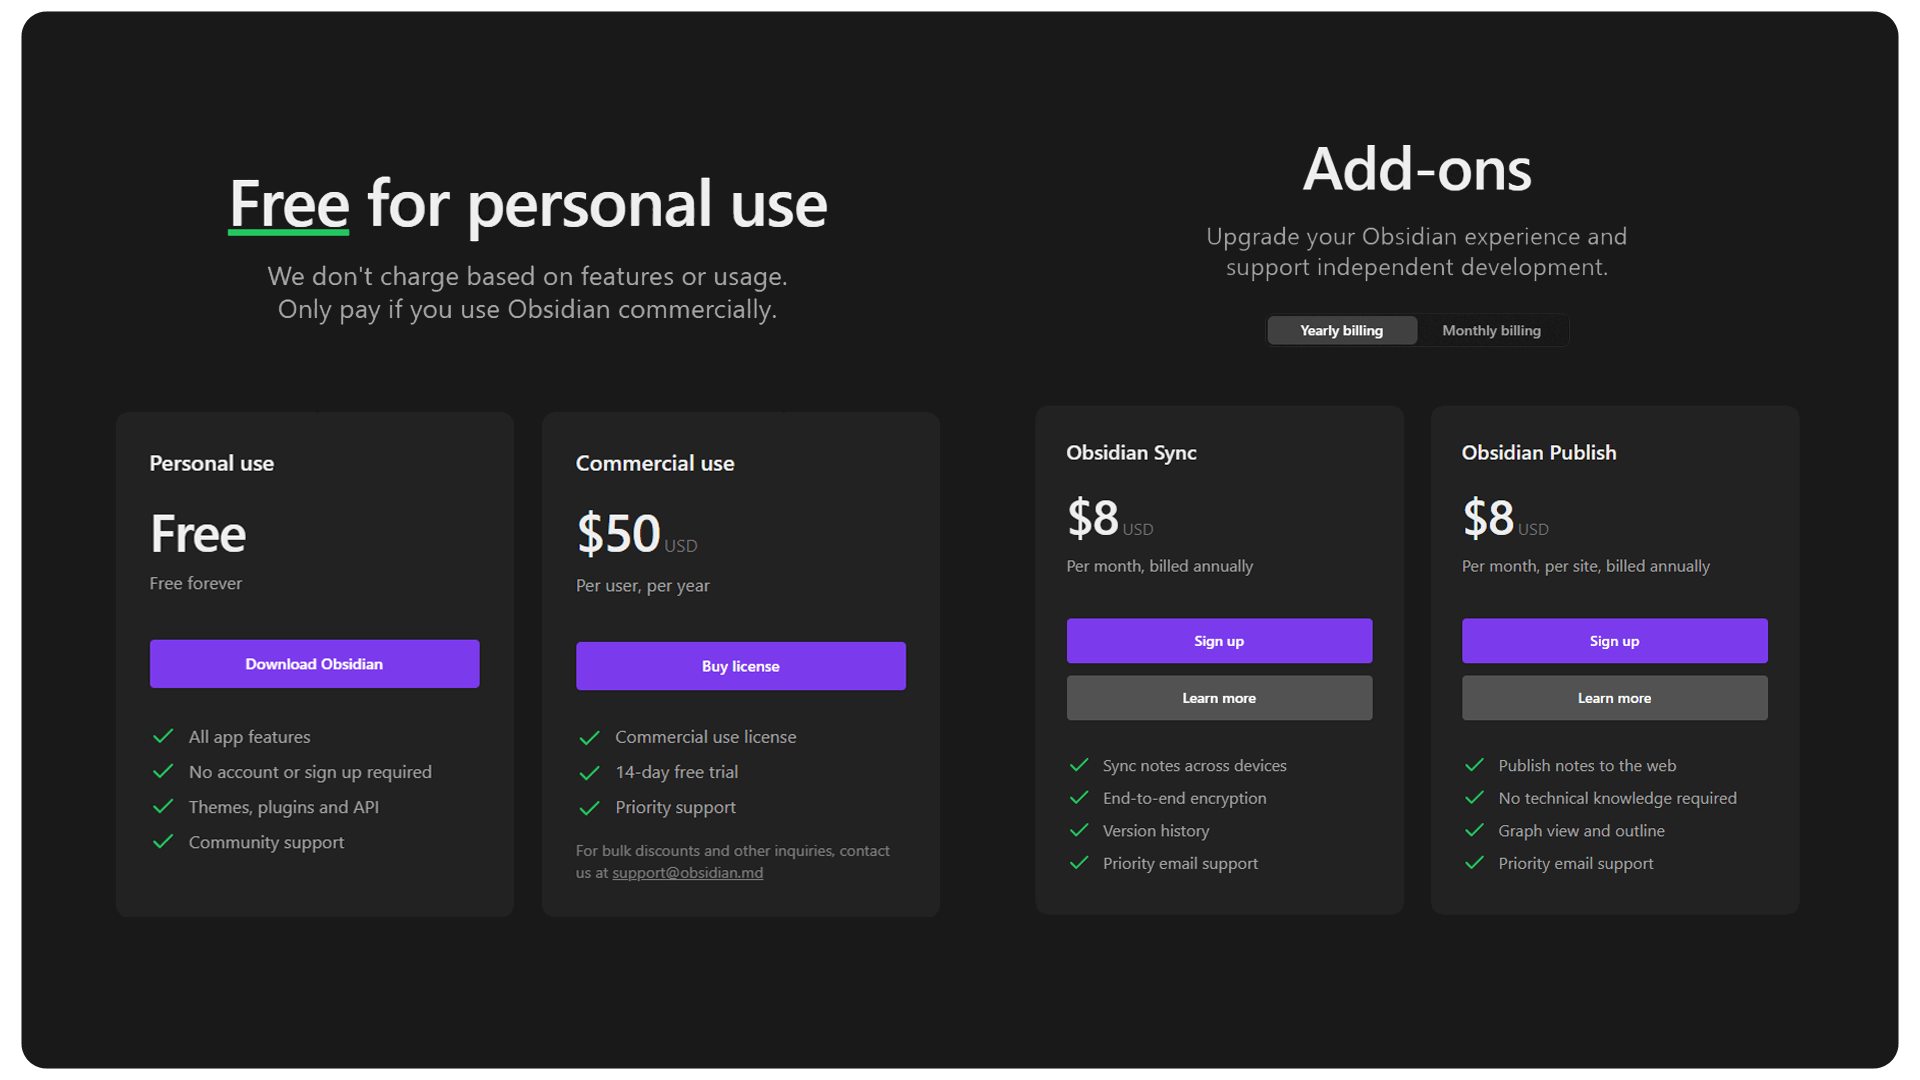 Free for personal use
We don't charge based on features or usage.
Only pay if you use Obsidian commercially.
Personal use
Free
Free forever
Download Obsidian
All app features
No account or sign up required
Themes, plugins and API
Community support
Commercial use
$50 USD
Per user, per year
Buy license
Commercial use license
14-day free trial
Priority support
For bulk discounts and other inquiries, contact
us at support@obsidian.md
Add-ons
Upgrade your Obsidian experience and
support independent development.
Yearly billing
Monthly billing
Obsidian Sync
$8 USD
Per month, billed annually
Sign up
Learn more
Sync notes across devices
End-to-end encryption
Version history
Priority email support
Obsidian Publish
$8 USD
Per month, per site, billed annually
Sign up
Learn more
Publish notes to the web
No technical knowledge required
Graph view and outline
Priority email support